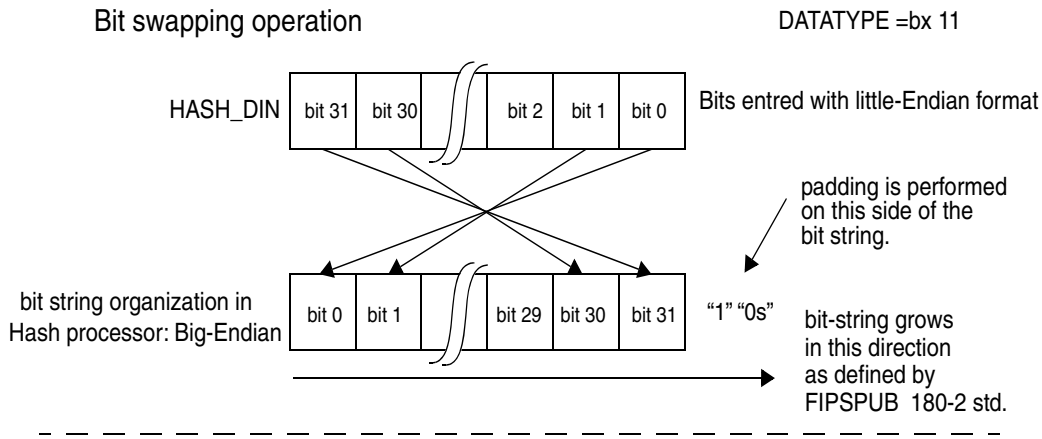 Bit swapping operation
DATATYPE =bx 11
HASH_DIN
bit 31 bit 30 bit 2 bit 1 bit 0
Bits entred with little-Endian format
padding is performed
on this side of the
bit string.
bit string organization in
Hash processor: Big-Endian
bit 0 bit 1 bit 29 bit 30 bit 31
“1” “0s”
bit-string grows
in this direction
as defined by
FIPSPUB 180-2 std.